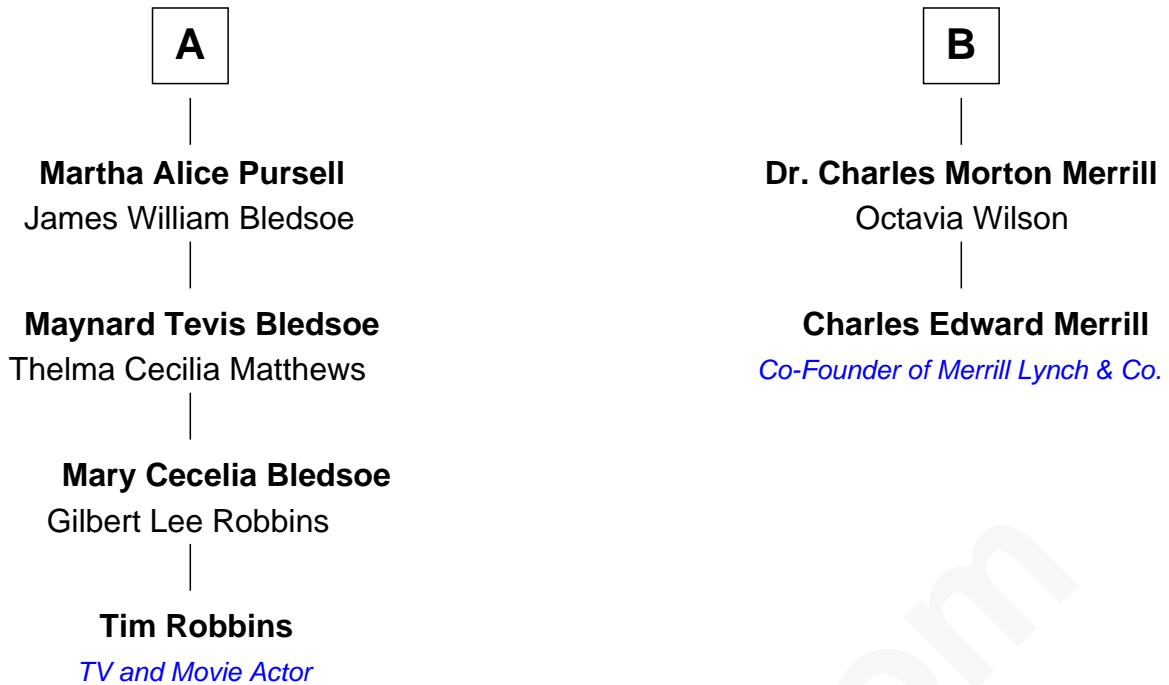 A
Martha Alice Pursell
James William Bledsoe
Maynard Tevis Bledsoe
Thelma Cecilia Matthews
Mary Cecelia Bledsoe
Gilbert Lee Robbins
Tim Robbins
TV and Movie Actor
B
Dr. Charles Morton Merrill
Octavia Wilson
Charles Edward Merrill
Co-Founder of Merrill Lynch & Co.
om